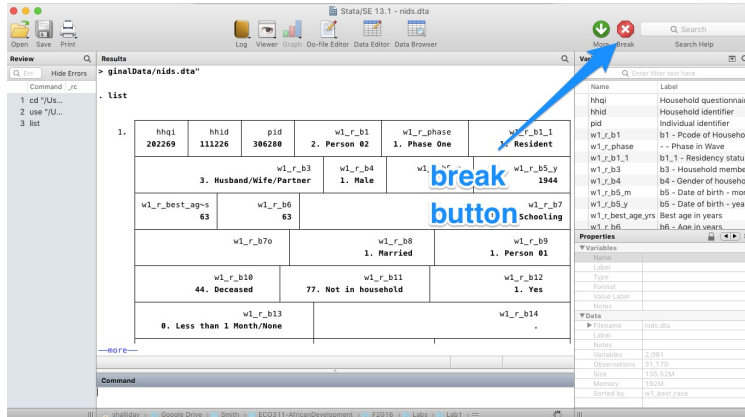 Stata/SE 13.1 - nids.dta
Open Save Print
Log Viewer Graph Do-file Editor Data Editor Data Browser
More Break
Search
Search Help
Review
Hide Errors
Command _rc
1 cd "/Us...
2 use "/U...
3 list
Results
> ginalData/nids.dta"
. list
1. hhqi hhid pid w1_r_b1 w1_r_phase w1_r_b1_1
202269 111226 306280 2. Person 02 1. Phase One 1. Resident
w1_r_b3 w1_r_b4 w1_r_b5_y
3. Husband/Wife/Partner 1. Male 1944
w1_r_best_ag~s w1_r_b6 w1_r_b7
63 63 Schooling
w1_r_b7o w1_r_b8 w1_r_b9
1. Married 1. Person 01
w1_r_b10 w1_r_b11 w1_r_b12
44. Deceased 77. Not in household 1. Yes
w1_r_b13 w1_r_b14
0. Less than 1 Month/None .
—more—
break
button
Command
Enter filter text here
Name Label
hhqi Household questionnair
hhid Household identifier
pid Individual identifier
w1_r_b1 b1 - Pcode of Househo
w1_r_phase - - Phase in Wave
w1_r_b1_1 b1_1 - Residency statu
w1_r_b3 b3 - Household membe
w1_r_b4 b4 - Gender of househo
w1_r_b5_m b5 - Date of birth - mon
w1_r_b5_y b5 - Date of birth - yea
w1_r_best_age_yrs Best age in years
w1_r_b6 b6 - Age in years
Properties
Variables
Name
Label
Type
Format
Value Label
Notes
Data
Filename nids.dta
Label
Notes
Variables 2,091
Observations 31,170
Size 135.52M
Memory 192M
Sorted by w1_best_race
shalliday Google Drive Smith ECO311-AfricanDevelopment F2016 Labs Lab1